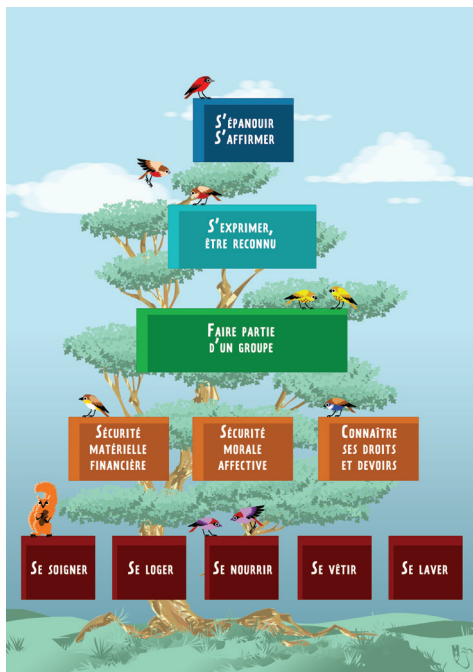 S'ÉPANOUIR
S'AFFIRMER
S'EXPRIMER,
ÊTRE RECONNU
FAIRE PARTIE
D'UN GROUPE
SÉCURITÉ
MATÉRIELLE
FINANCIÈRE
SÉCURITÉ
MORALE
AFFECTIVE
CONNAÎTRE
SES DROITS
ET DEVOIRS
SE SOIGNER
SE LOGER
SE NOURRIR
SE VÊTIR
SE LAVER